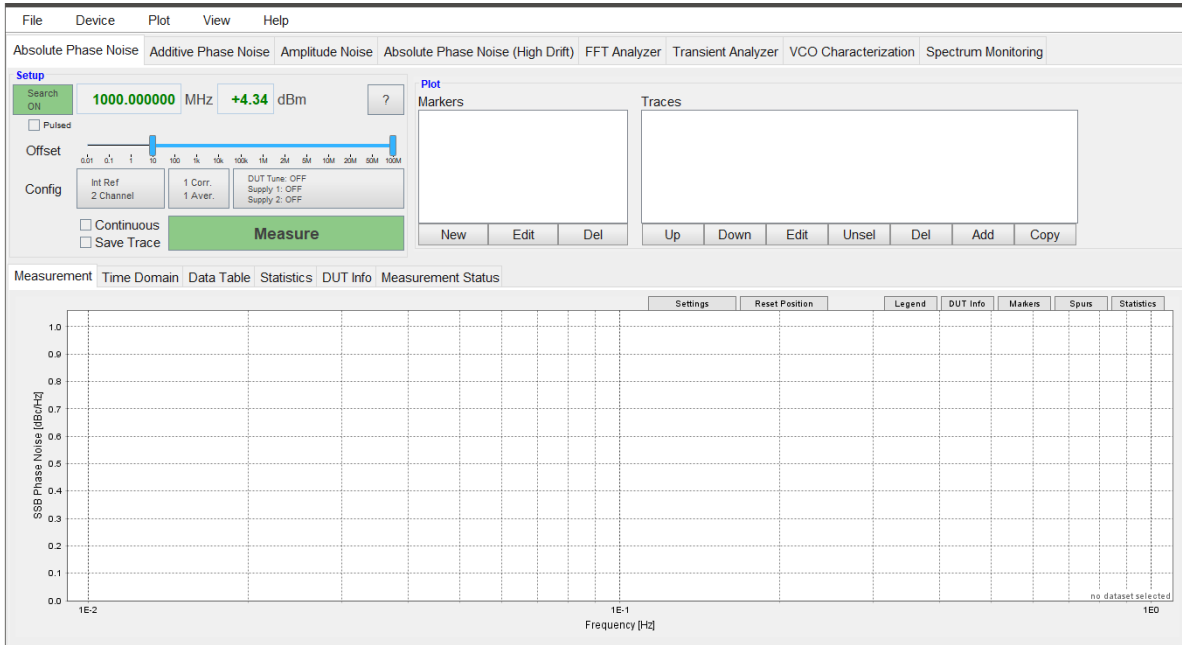 File Device Plot View Help
Absolute Phase Noise Additive Phase Noise Amplitude Noise Absolute Phase Noise (High Drift) FFT Analyzer Transient Analyzer VCO Characterization Spectrum Monitoring
Setup
Search
ON
1000.000000 MHz +4.34 dBm ?
Pulsed
Offset
0.01 0.1 1 10 100 1k 10k 100k 1M 2M 5M 10M 20M 50M 100M
Config
Int Ref
2 Channel
1 Corr.
1 Aver.
DUT Tune: OFF
Supply 1: OFF
Supply 2: OFF
Continuous
Save Trace
Measure
Plot
Markers
New Edit Del
Traces
Up Down Edit Unsel Del Add Copy
Measurement Time Domain Data Table Statistics DUT Info Measurement Status
Settings Reset Position Legend DUT Info Markers Spurs Statistics
SSB Phase Noise [dBc/Hz]
1.0
0.9
0.8
0.7
0.6
0.5
0.4
0.3
0.2
0.1
0.0
no dataset selected
1E-2 1E-1 1E0
Frequency [Hz]